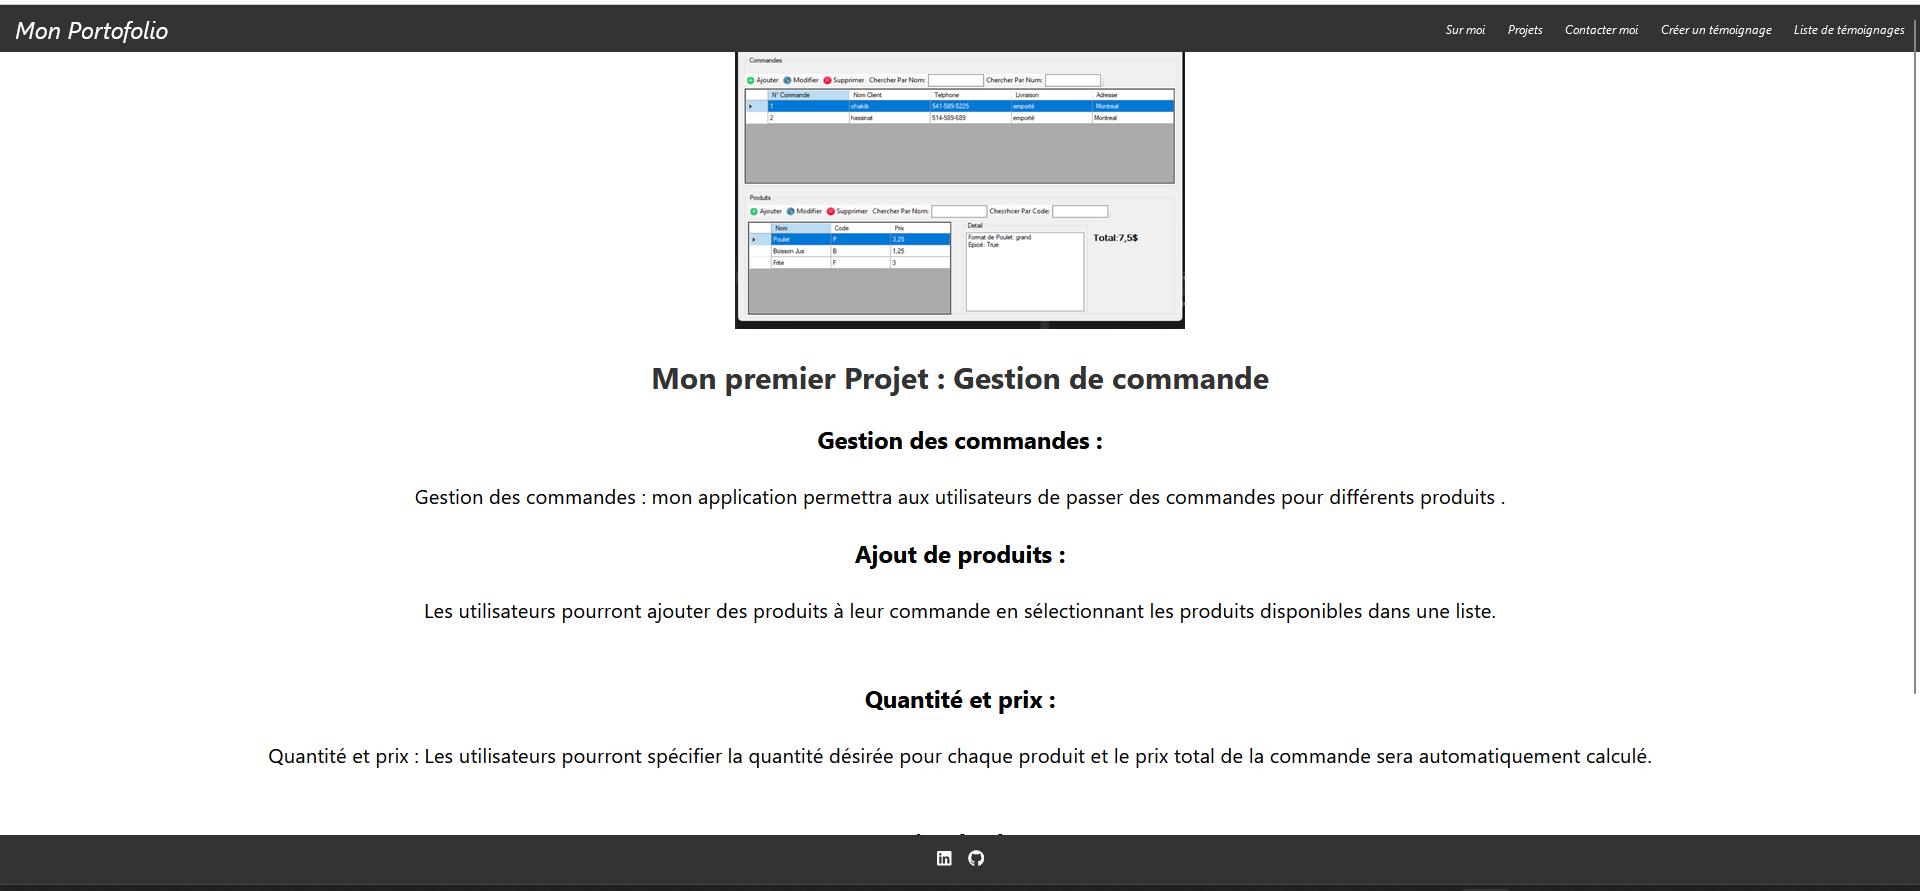 Mon Portofolio
Sur moi Projets Contacter moi Créer un témoignage Liste de témoignages
Commandes
Ajouter Modifier Supprimer Chercher Par Nom: Chercher Par Num:
N° Commande Nom Client Telphone Livraison Adresse
1 chakib 541-589-5225 emporté Montreal
2 hassinat 514-589-689 emporté Montreal
Produits
Ajouter Modifier Supprimer Chercher Par Nom: Checrhcer Par Code:
Nom Code Prix
Poulet P 3,25
Boisson Jus B 1,25
Frite F 3
Detail
Format de Poulet: grand
Epicé: True
Total:7,5$
Mon premier Projet : Gestion de commande
Gestion des commandes :
Gestion des commandes : mon application permettra aux utilisateurs de passer des commandes pour différents produits .
Ajout de produits :
Les utilisateurs pourront ajouter des produits à leur commande en sélectionnant les produits disponibles dans une liste.
Quantité et prix :
Quantité et prix : Les utilisateurs pourront spécifier la quantité désirée pour chaque produit et le prix total de la commande sera automatiquement calculé.
in